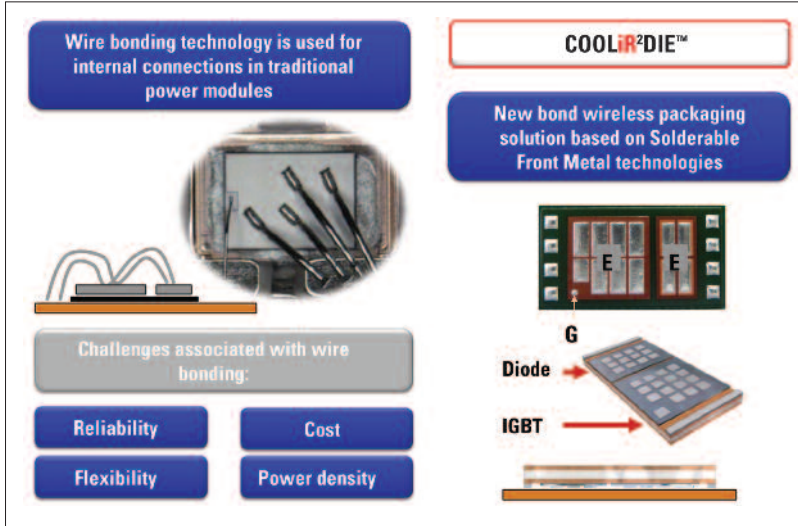 Wire bonding technology is used for
internal connections in traditional
power modules
Challenges associated with wire
bonding:
Reliability
Cost
Flexibility
Power density
COOLiR²DIE™
New bond wireless packaging
solution based on Solderable
Front Metal technologies
E
E
G
Diode
IGBT